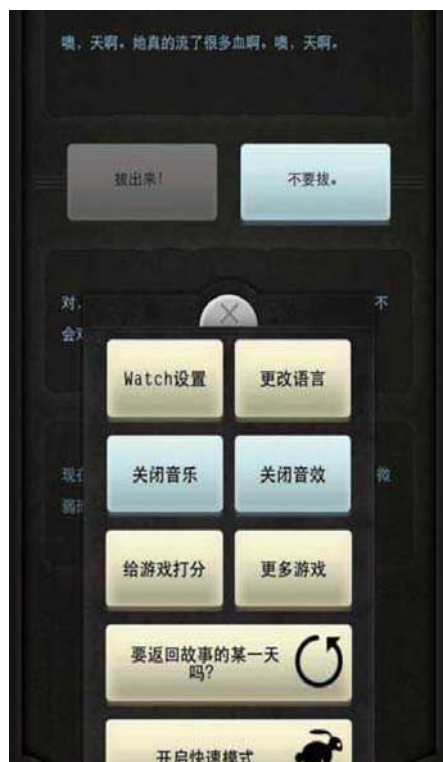 噢，天啊。她真的流了很多血啊。噢，天啊。
拔出来！
不要拔。
对，
不
会对
Watch设置
更改语言
现在
关闭音乐
关闭音效
微
弱
给游戏打分
更多游戏
要返回故事的某一天
吗？
开启快速模式